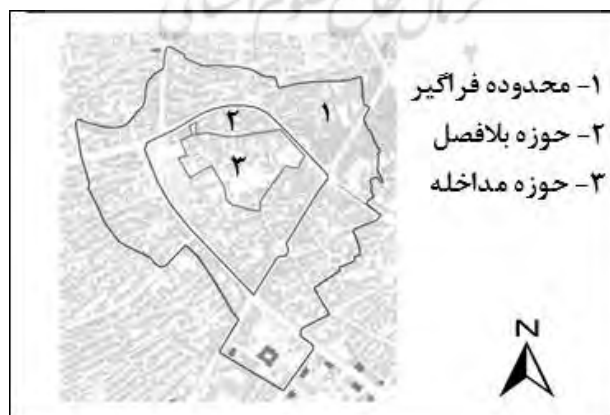 ۱- محدوده فراگیر
۲- حوزه بلافصل
۳- حوزه مداخله
۱
۲
۳
N